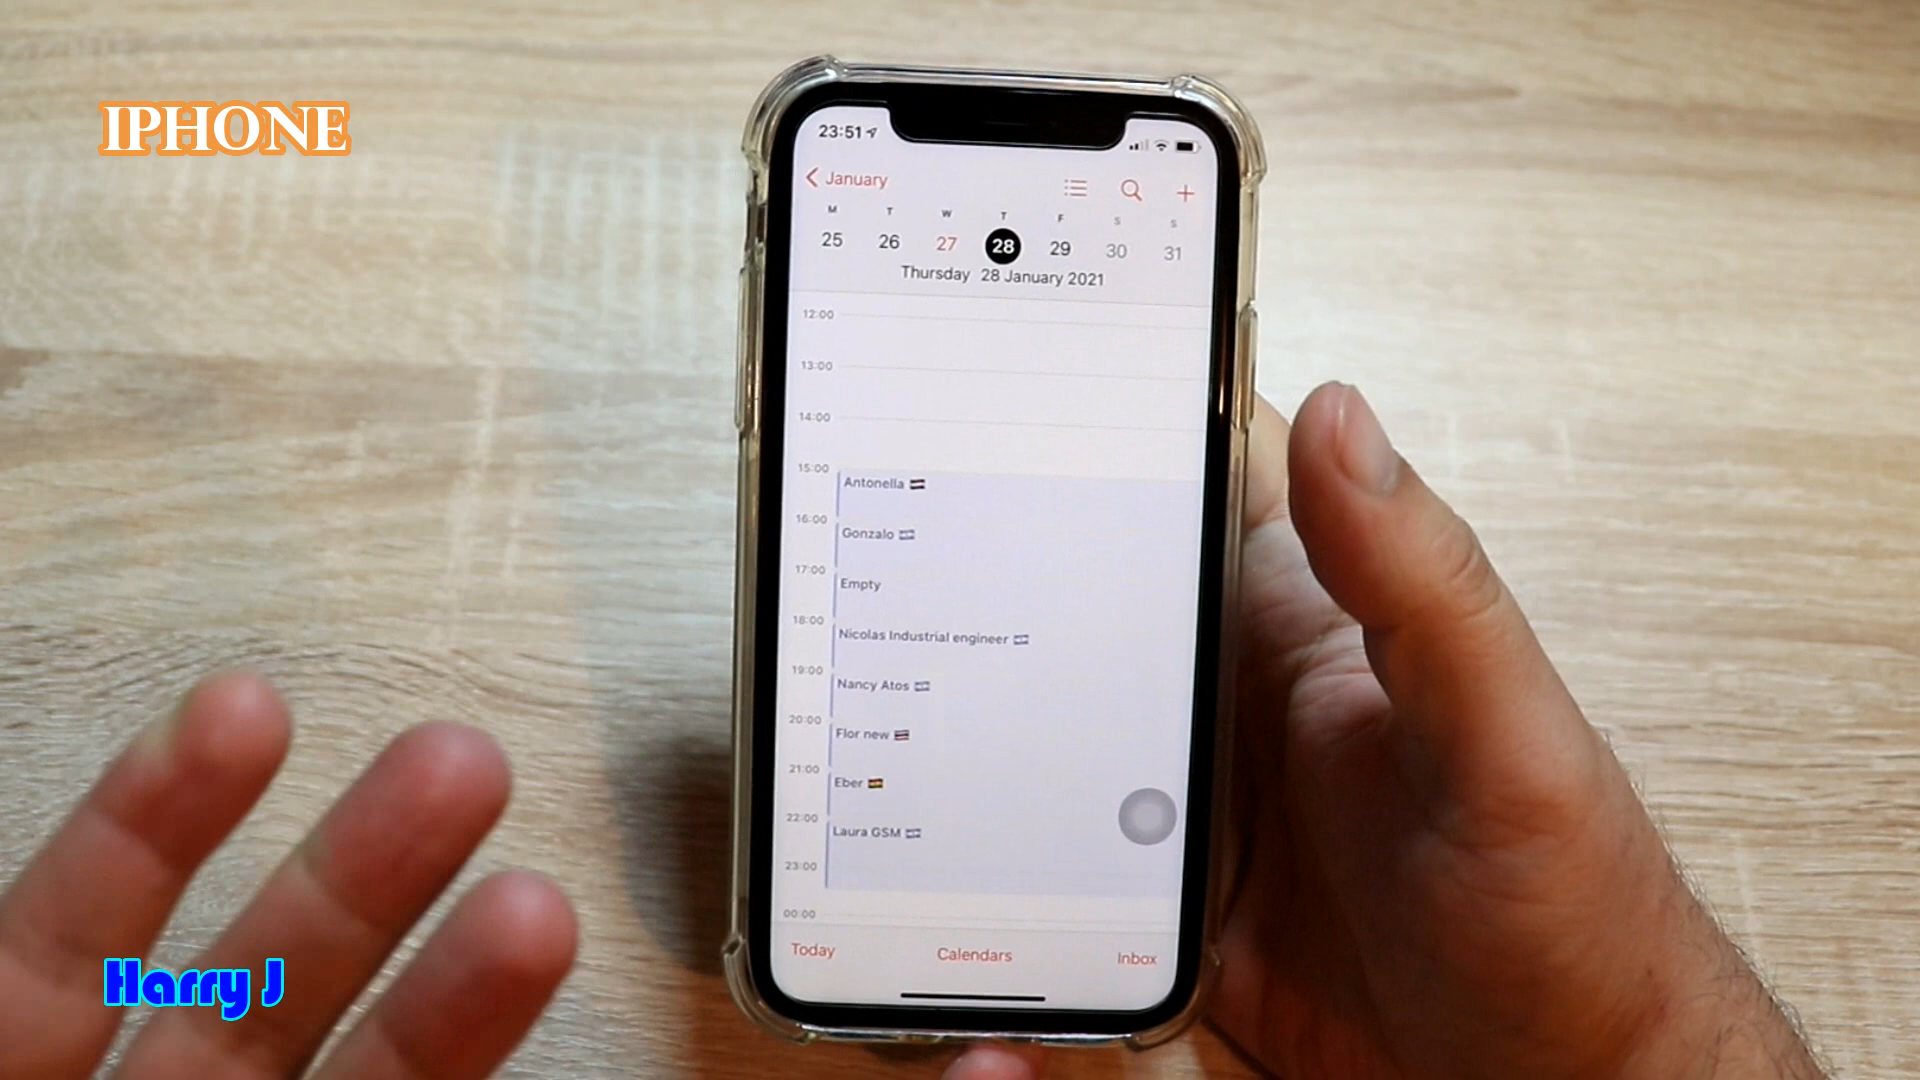 IPHONE
23:51
January
M T W T F S S
25 26 27 28 29 30 31
Thursday 28 January 2021
12:00
13:00
14:00
15:00
Antonella
16:00
Gonzalo
17:00
Empty
18:00
Nicolas Industrial engineer
19:00
Nancy Atos
20:00
Flor new
21:00
Eber
22:00
Laura GSM
23:00
00:00
Today Calendars Inbox
Harry J